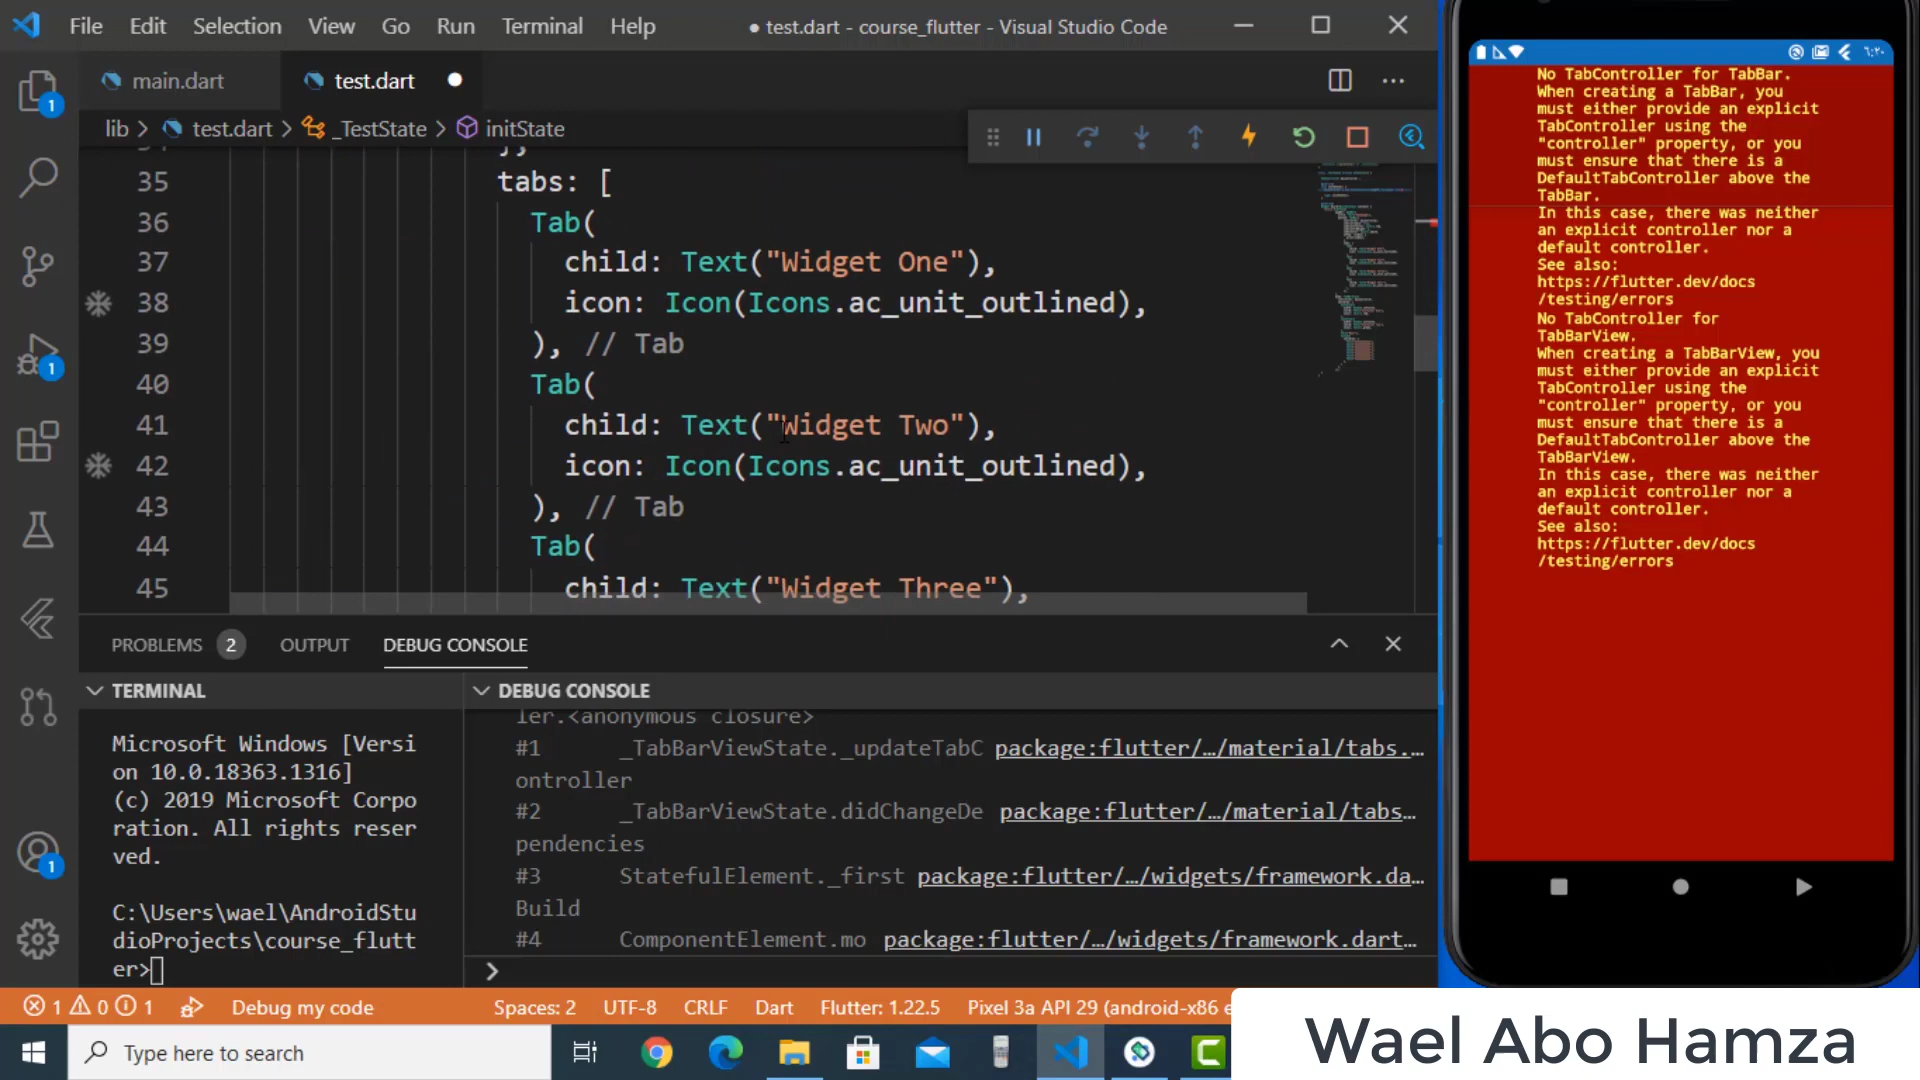 File Edit Selection View Go Run Terminal Help
● test.dart - course_flutter - Visual Studio Code
main.dart
test.dart
lib > test.dart > _TestState > initState
35 tabs: [
36 Tab(
37 child: Text("Widget One"),
38 icon: Icon(Icons.ac_unit_outlined),
39 ), // Tab
40 Tab(
41 child: Text("Widget Two"),
42 icon: Icon(Icons.ac_unit_outlined),
43 ), // Tab
44 Tab(
45 child: Text("Widget Three"),
PROBLEMS 2 OUTPUT DEBUG CONSOLE
TERMINAL
Microsoft Windows [Versi
on 10.0.18363.1316]
(c) 2019 Microsoft Corpo
ration. All rights reser
ved.
C:\Users\wael\AndroidStu
dioProjects\course_flutt
er>
DEBUG CONSOLE
ler.<anonymous closure>
#1 _TabBarViewState._updateTabC package:flutter/…/material/tabs.…
ontroller
#2 _TabBarViewState.didChangeDe package:flutter/…/material/tabs…
pendencies
#3 StatefulElement._first package:flutter/…/widgets/framework.da…
Build
#4 ComponentElement.mo package:flutter/…/widgets/framework.dart…
1 0 1 Debug my code Spaces: 2 UTF-8 CRLF Dart Flutter: 1.22.5 Pixel 3a API 29 (android-x86
Type here to search
No TabController for TabBar.
When creating a TabBar, you
must either provide an explicit
TabController using the
"controller" property, or you
must ensure that there is a
DefaultTabController above the
TabBar.
In this case, there was neither
an explicit controller nor a
default controller.
See also:
https://flutter.dev/docs
/testing/errors
No TabController for
TabBarView.
When creating a TabBarView, you
must either provide an explicit
TabController using the
"controller" property, or you
must ensure that there is a
DefaultTabController above the
TabBarView.
In this case, there was neither
an explicit controller nor a
default controller.
See also:
https://flutter.dev/docs
/testing/errors
Wael Abo Hamza